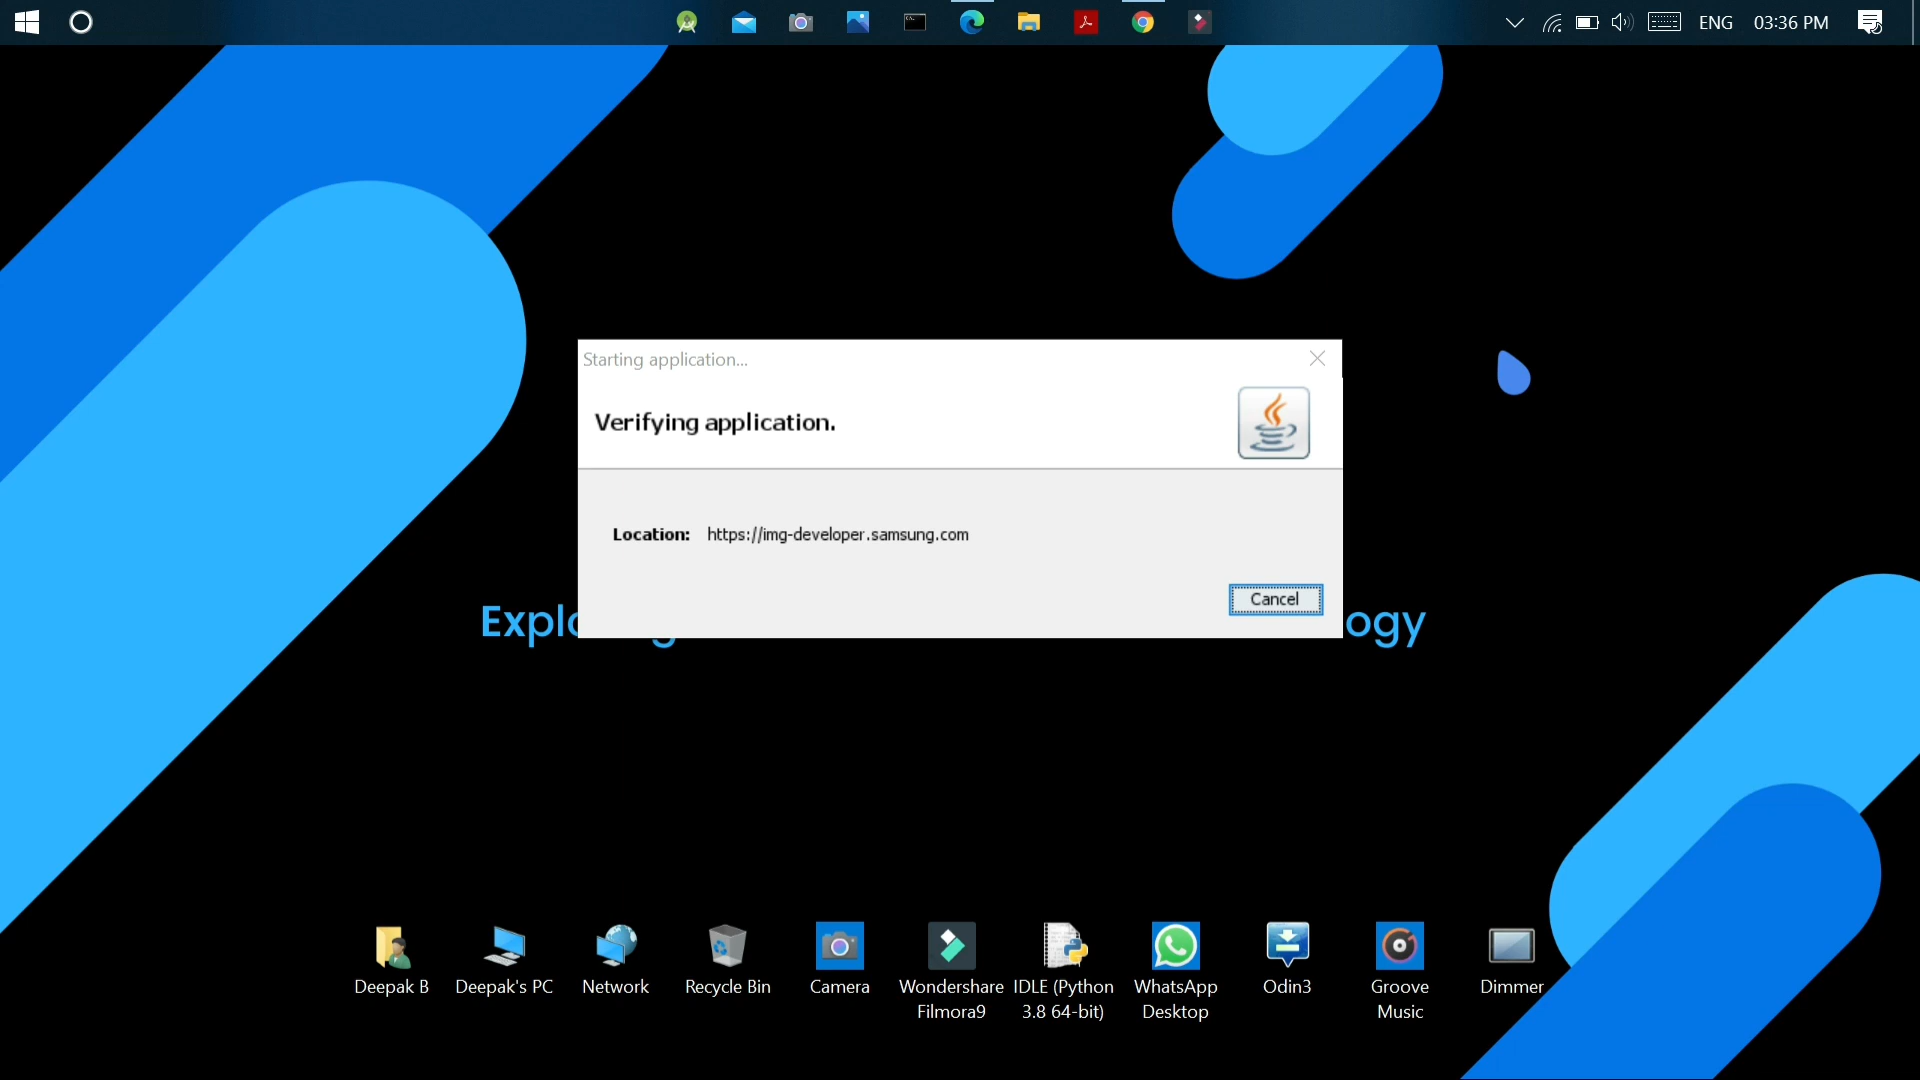 ENG 03:36 PM
Starting application...
Verifying application.
Location: https://img-developer.samsung.com
Cancel
ogy
Deepak B
Deepak's PC
Network
Recycle Bin
Camera
Wondershare
Filmora9
IDLE (Python
3.8 64-bit)
WhatsApp
Desktop
Odin3
Groove
Music
Dimmer